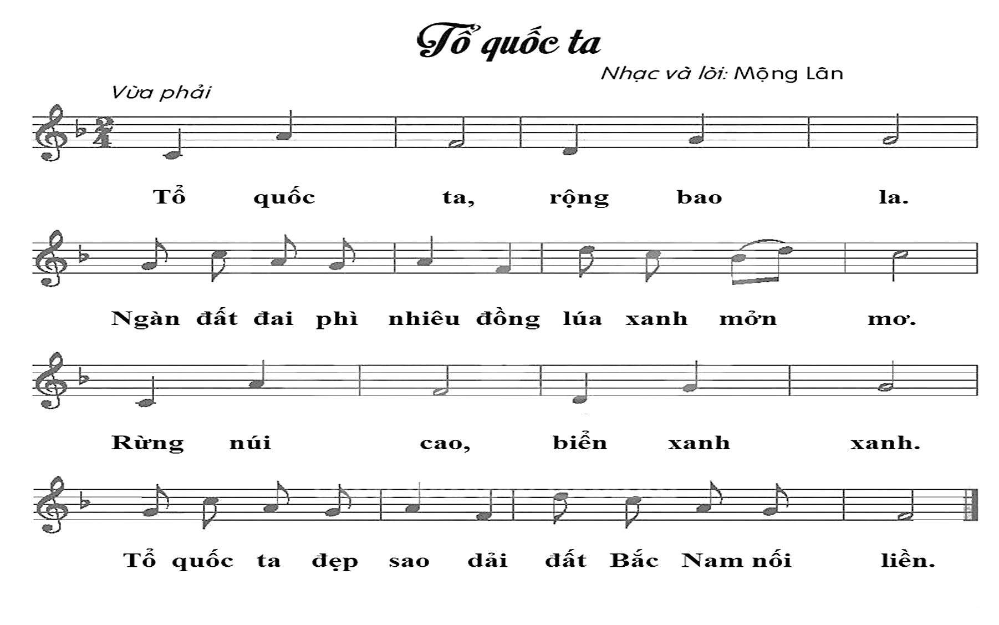 Tổ quốc ta
Nhạc và lời: Mộng Lân
Vừa phải
2
4
Tổ quốc ta, rộng bao la.
Ngàn đất đai phì nhiêu đồng lúa xanh mởn mơ.
Rừng núi cao, biển xanh xanh.
Tổ quốc ta đẹp sao dải đất Bắc Nam nối liền.